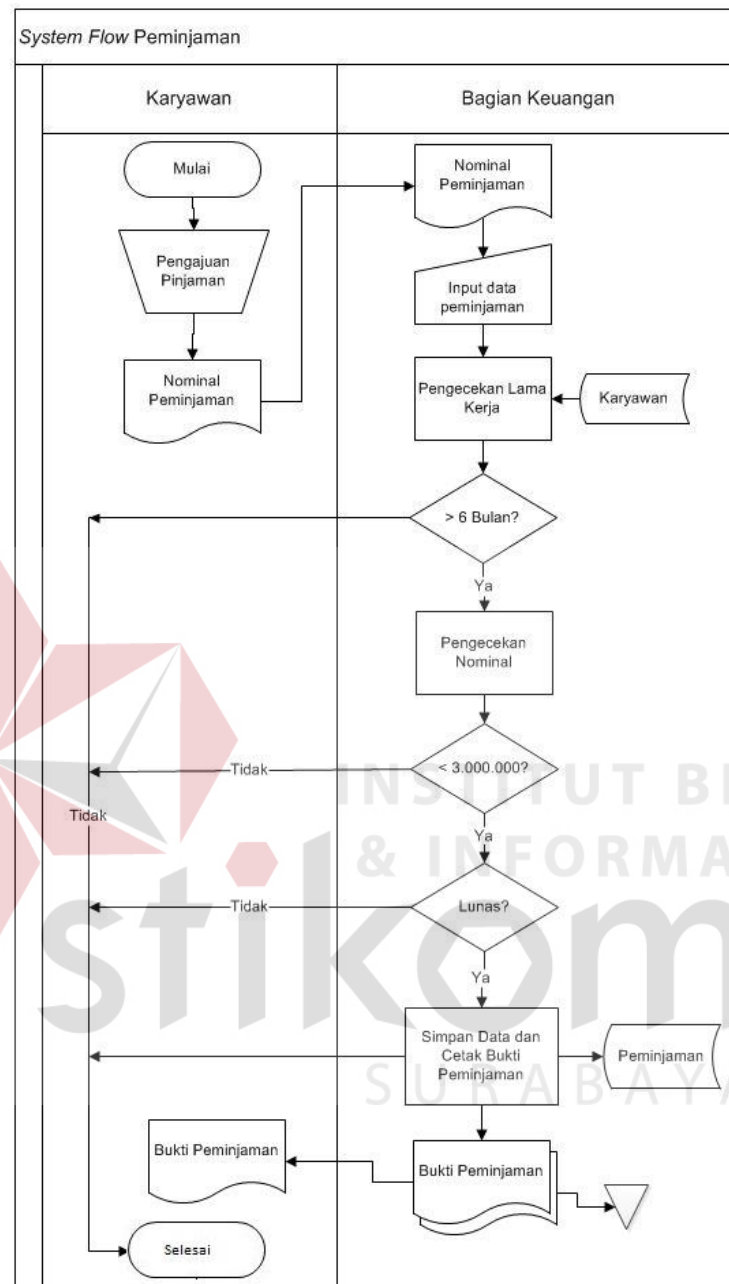 System Flow Peminjaman
Karyawan
Bagian Keuangan
Mulai
Pengajuan
Pinjaman
Nominal
Peminjaman
Nominal
Peminjaman
Input data
peminjaman
Pengecekan Lama
Kerja
Karyawan
> 6 Bulan?
Ya
Pengecekan
Nominal
< 3.000.000?
Tidak
Tidak
Ya
Lunas?
Tidak
Ya
Simpan Data dan
Cetak Bukti
Peminjaman
Peminjaman
Bukti Peminjaman
Bukti Peminjaman
Selesai
INSTITUT BI
& INFORMA
stikom
SURABAYA